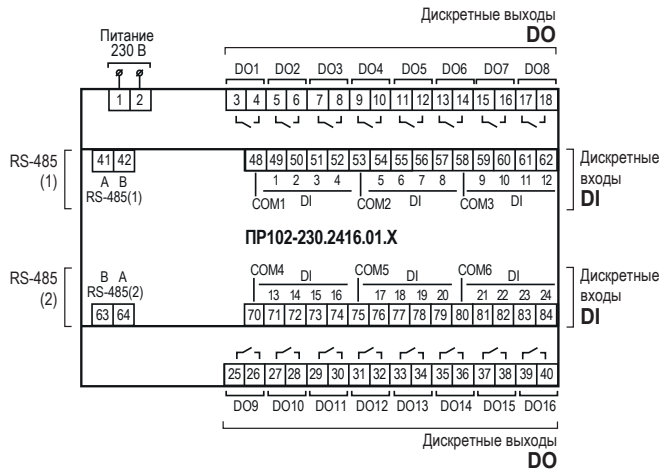 Дискретные выходы
DO
Питание
230 В
DO1 DO2 DO3 DO4 DO5 DO6 DO7 DO8
1 2 3 4 5 6 7 8 9 10 11 12 13 14 15 16 17 18
RS-485
(1)
41 42
A B
RS-485(1)
48 49 50 51 52 53 54 55 56 57 58 59 60 61 62
1 2 3 4 5 6 7 8 9 10 11 12
COM1 DI COM2 DI COM3 DI
Дискретные
входы
DI
ПР102-230.2416.01.X
RS-485
(2)
B A
RS-485(2)
63 64
COM4 DI COM5 DI COM6 DI
13 14 15 16 17 18 19 20 21 22 23 24
70 71 72 73 74 75 76 77 78 79 80 81 82 83 84
Дискретные
входы
DI
25 26 27 28 29 30 31 32 33 34 35 36 37 38 39 40
DO9 DO10 DO11 DO12 DO13 DO14 DO15 DO16
Дискретные выходы
DO